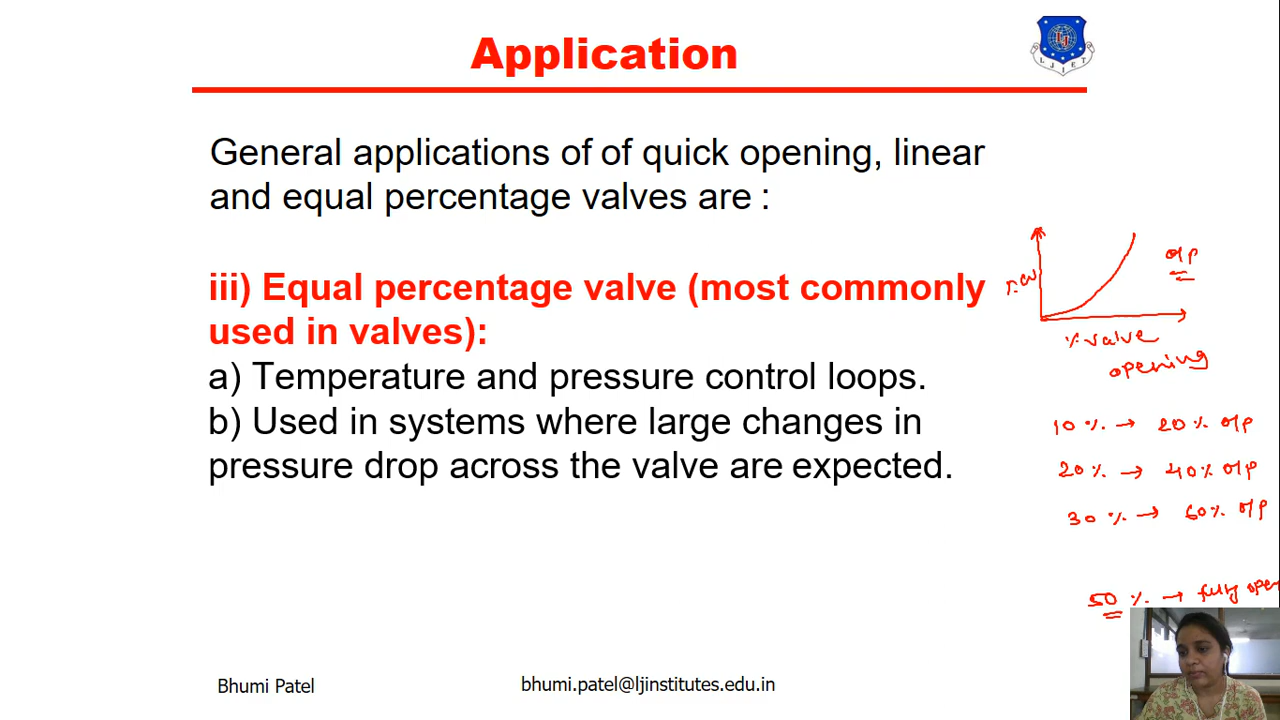 Application
LJIET
General applications of of quick opening, linear
and equal percentage valves are :
iii) Equal percentage valve (most commonly
used in valves):
a) Temperature and pressure control loops.
b) Used in systems where large changes in
pressure drop across the valve are expected.
o/p
% valve
opening
10 % → 20 % o/p
20 % → 40 % o/p
30 % → 60 % o/p
50 % → fully open
Bhumi Patel
bhumi.patel@ljinstitutes.edu.in